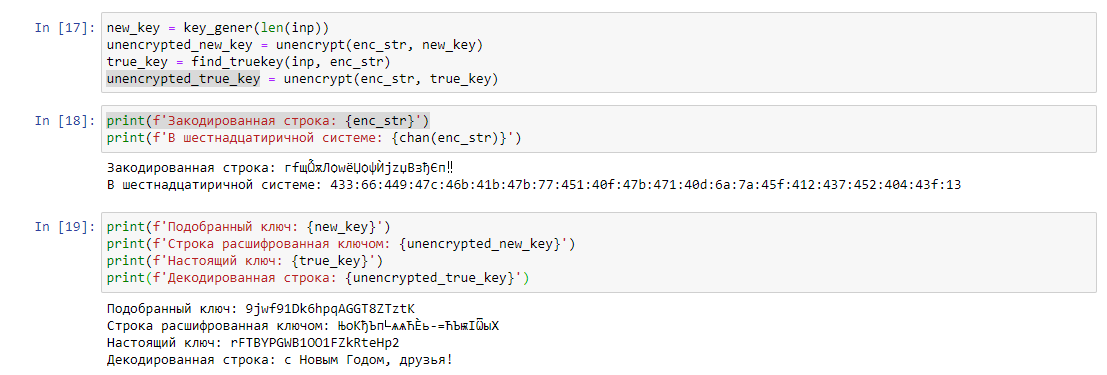 In [17]:
new_key = key_gener(len(inp))
unencrypted_new_key = unencrypt(enc_str, new_key)
true_key = find_truekey(inp, enc_str)
unencrypted_true_key = unencrypt(enc_str, true_key)
In [18]:
print(f'Закодированная строка: {enc_str}')
print(f'В шестнадцатиричной системе: {chan(enc_str)}')
Закодированная строка: гfщѼѫЛѻwёЏѻѱЍjzџВзђЄп‼
В шестнадцатиричной системе: 433:66:449:47c:46b:41b:47b:77:451:40f:47b:471:40d:6a:7a:45f:412:437:452:404:43f:13
In [19]:
print(f'Подобранный ключ: {new_key}')
print(f'Строка расшифрованная ключом: {unencrypted_new_key}')
print(f'Настоящий ключ: {true_key}')
print(f'Декодированная строка: {unencrypted_true_key}')
Подобранный ключ: 9jwf91Dk6hpqAGGT8ZTztK
Строка расшифрованная ключом: ЊоКђЪп∟ѧѧЋЀь-=ЋЪѭІѾыX
Настоящий ключ: rFTBYPGWB1OO1FZkRteHp2
Декодированная строка: с Новым Годом, друзья!